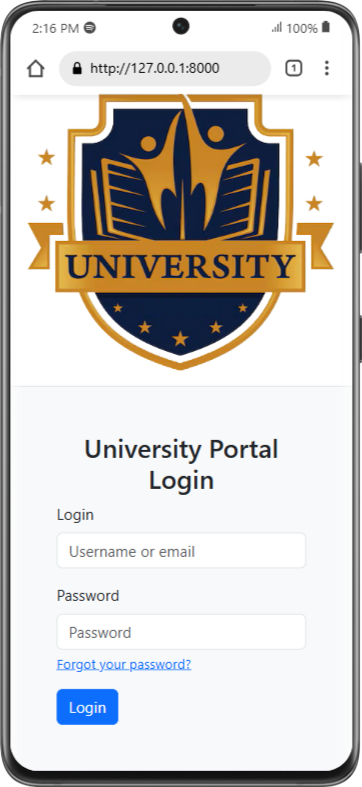 2:16 PM
100%
http://127.0.0.1:8000
1
UNIVERSITY
University Portal
Login
Login
Username or email
Password
Password
Forgot your password?
Login